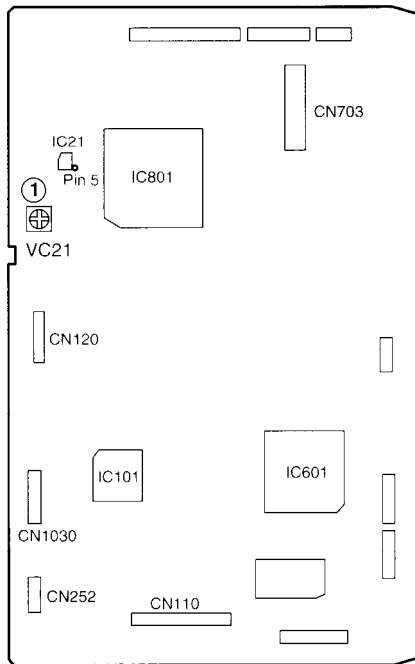 CN703
IC21
IC801
Pin 5
1
VC21
CN120
IC101
IC601
CN1030
CN252
CN110